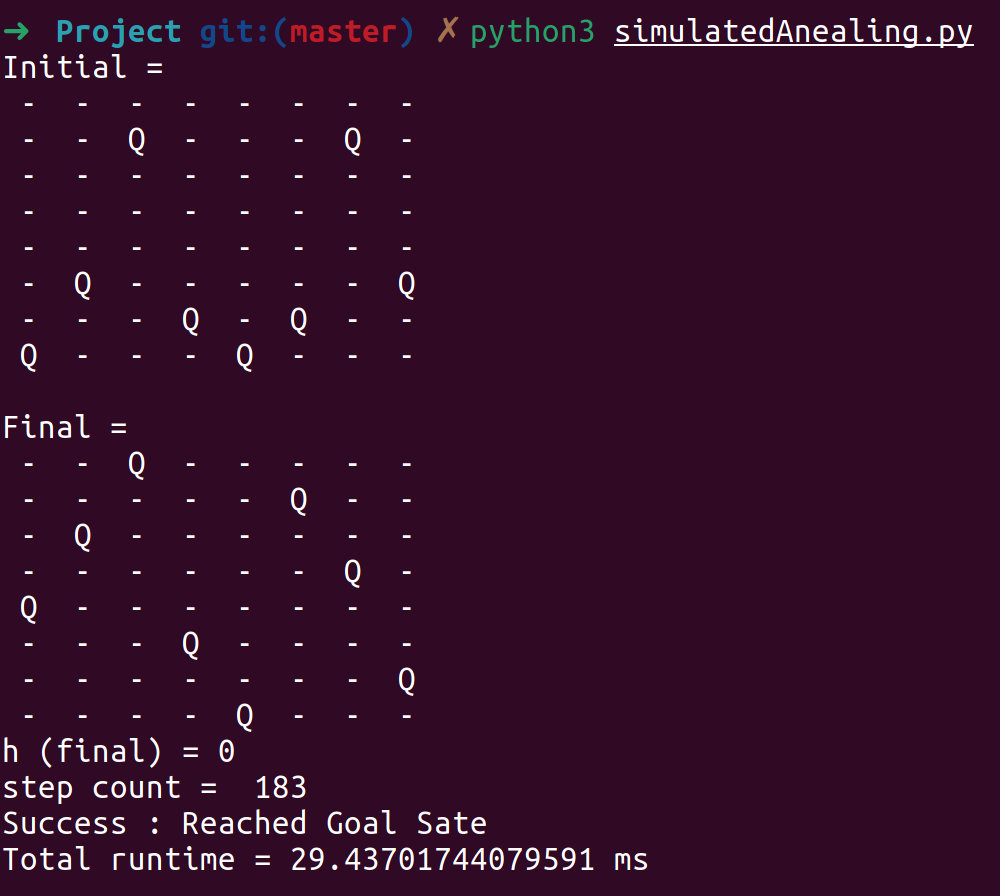 ➜  Project git:(master) ✗ python3 simulatedAnealing.py
Initial =
 -  -  -  -  -  -  -  -
 -  -  Q  -  -  -  Q  -
 -  -  -  -  -  -  -  -
 -  -  -  -  -  -  -  -
 -  -  -  -  -  -  -  -
 -  Q  -  -  -  -  -  Q
 -  -  -  Q  -  Q  -  -
 Q  -  -  -  Q  -  -  -

Final =
 -  -  Q  -  -  -  -  -
 -  -  -  -  -  Q  -  -
 -  Q  -  -  -  -  -  -
 -  -  -  -  -  -  Q  -
 Q  -  -  -  -  -  -  -
 -  -  -  Q  -  -  -  -
 -  -  -  -  -  -  -  Q
 -  -  -  -  Q  -  -  -
h (final) = 0
step count =  183
Success : Reached Goal Sate
Total runtime = 29.43701744079591 ms